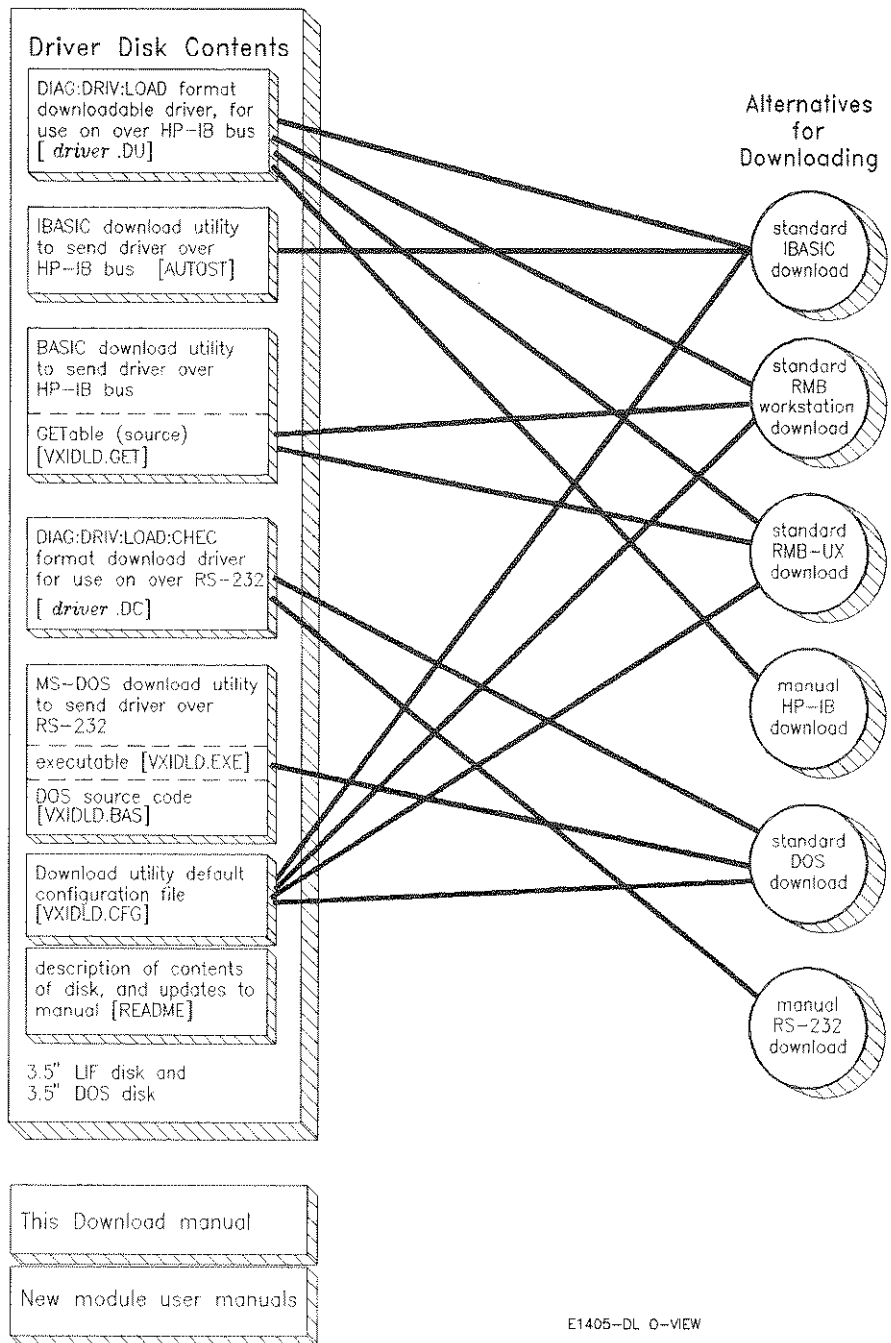 Driver Disk Contents
DIAG:DRIV:LOAD format
downloadable driver, for
use on over HP-IB bus
[ driver .DU]
IBASIC download utility
to send driver over
HP-IB bus [AUTOST]
BASIC download utility
to send driver over
HP-IB bus
GETable (source)
[VXIDLD.GET]
DIAG:DRIV:LOAD:CHEC
format download driver
for use on over RS-232
[ driver .DC]
MS-DOS download utility
to send driver over
RS-232
executable [VXIDLD.EXE]
DOS source code
[VXIDLD.BAS]
Download utility default
configuration file
[VXIDLD.CFG]
description of contents
of disk, and updates to
manual [README]
3.5" LIF disk and
3.5" DOS disk
This Download manual
New module user manuals
Alternatives
for
Downloading
standard
IBASIC
download
standard
RMB
workstation
download
standard
RMB-UX
download
manual
HP-IB
download
standard
DOS
download
manual
RS-232
download
E1405-DL O-VIEW